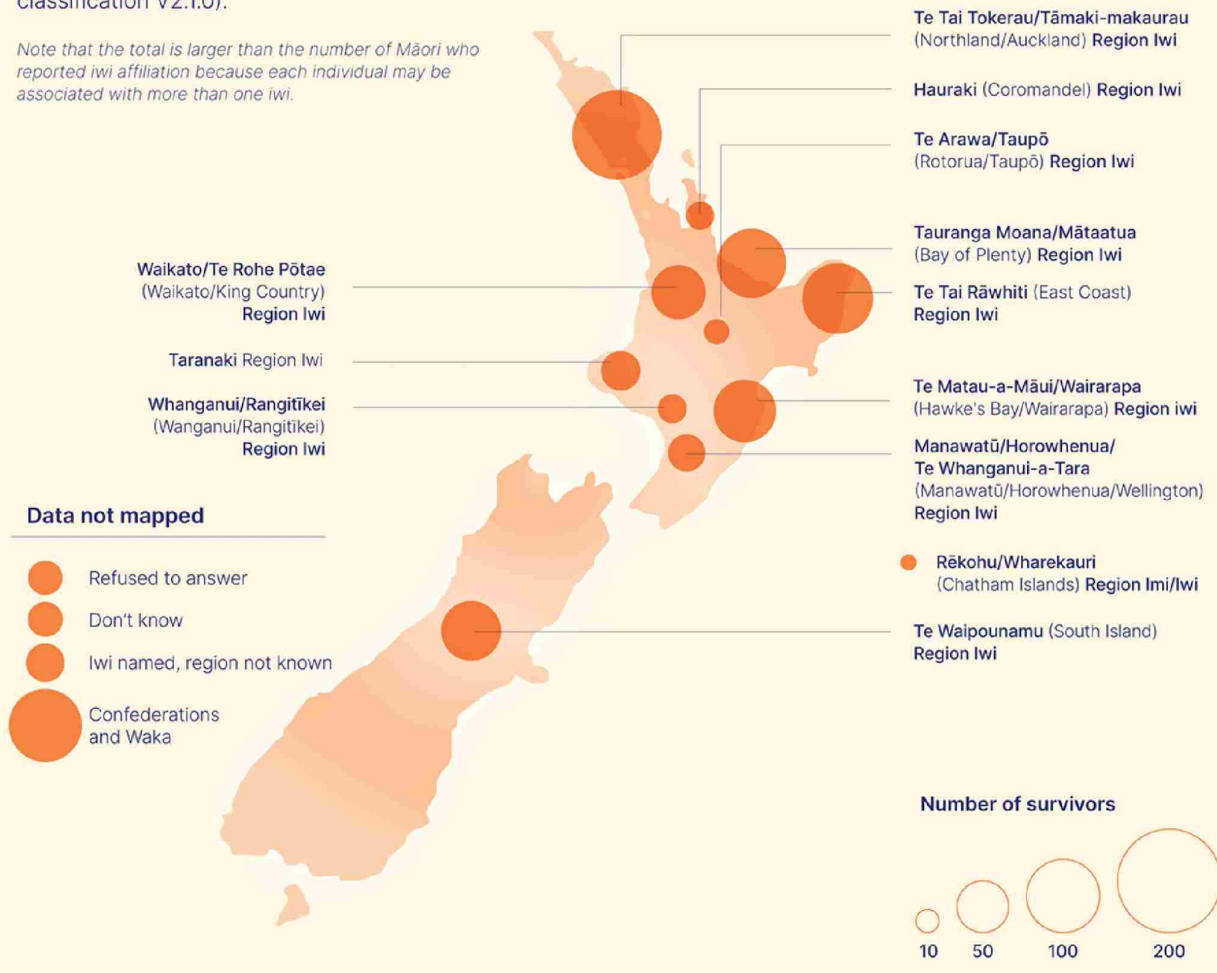 classification V2.1.0).
Note that the total is larger than the number of Māori who
reported iwi affiliation because each individual may be
associated with more than one iwi.
Te Tai Tokerau/Tāmaki-makaurau
(Northland/Auckland) Region Iwi
Hauraki (Coromandel) Region Iwi
Te Arawa/Taupō
(Rotorua/Taupō) Region Iwi
Tauranga Moana/Mātaatua
(Bay of Plenty) Region Iwi
Te Tai Rāwhiti (East Coast)
Region Iwi
Te Matau-a-Māui/Wairarapa
(Hawke's Bay/Wairarapa) Region iwi
Manawatū/Horowhenua/
Te Whanganui-a-Tara
(Manawatū/Horowhenua/Wellington)
Region Iwi
Rēkohu/Wharekauri
(Chatham Islands) Region Imi/Iwi
Te Waipounamu (South Island)
Region Iwi
Waikato/Te Rohe Pōtae
(Waikato/King Country)
Region Iwi
Taranaki Region Iwi
Whanganui/Rangitīkei
(Wanganui/Rangitīkei)
Region Iwi
Data not mapped
Refused to answer
Don't know
Iwi named, region not known
Confederations
and Waka
Number of survivors
10 50 100 200